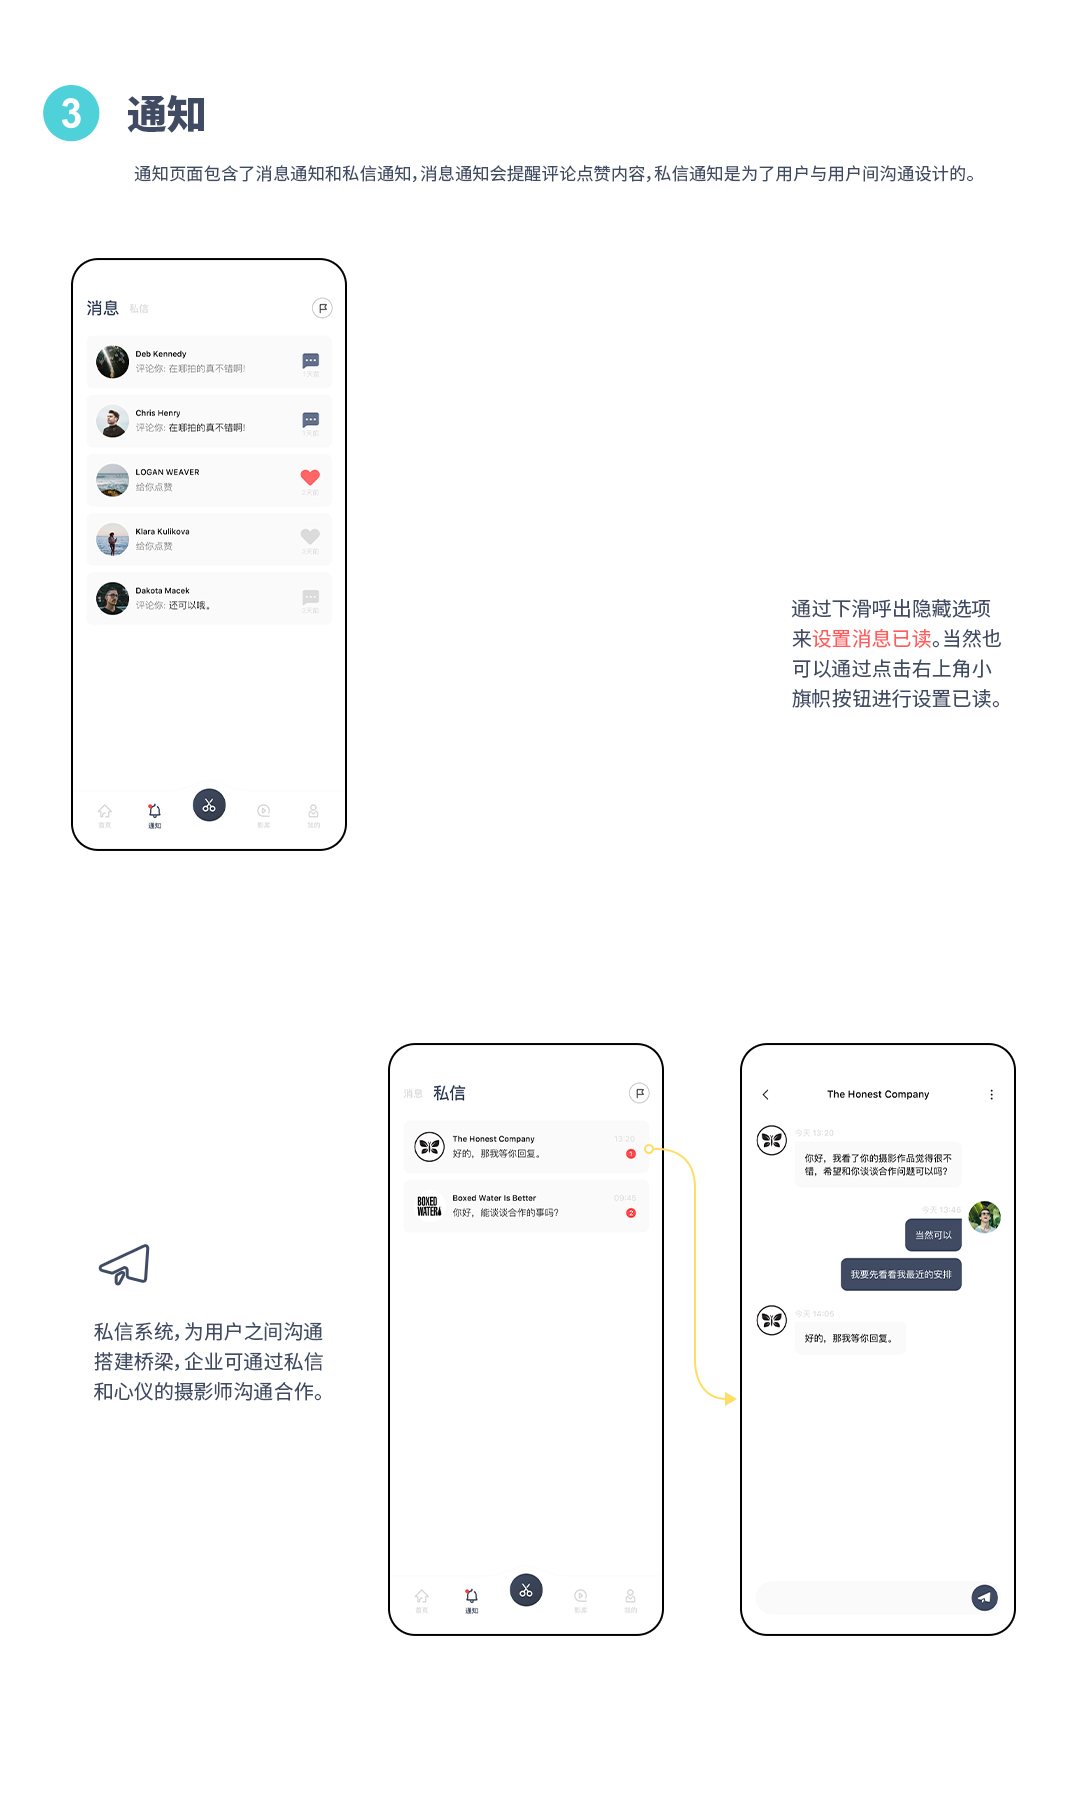 3 通知
通知页面包含了消息通知和私信通知，消息通知会提醒评论点赞内容，私信通知是为了用户与用户间沟通设计的。
消息 私信
Deb Kennedy
评论你: 在哪拍的真不错啊!
1天前
Chris Henry
评论你: 在哪拍的真不错啊!
LOGAN WEAVER
给你点赞
2天前
Klara Kulikova
给你点赞
Dakota Macek
评论你: 还可以哦。
首页 通知 我的
通过下滑呼出隐藏选项
来设置消息已读。当然也
可以通过点击右上角小
旗帜按钮进行设置已读。
私信系统，为用户之间沟通
搭建桥梁，企业可通过私信
和心仪的摄影师沟通合作。
消息 私信
The Honest Company 13:20
好的，那我等你回复。 1
BOXED
WATER
Boxed Water Is Better 09:45
你好，能谈谈合作的事吗? 2
首页 通知 我的
The Honest Company
今天 13:20
你好，我看了你的摄影作品觉得很不
错，希望和你谈谈合作问题可以吗?
今天 13:45
当然可以
我要先看看我最近的安排
今天 14:05
好的，那我等你回复。